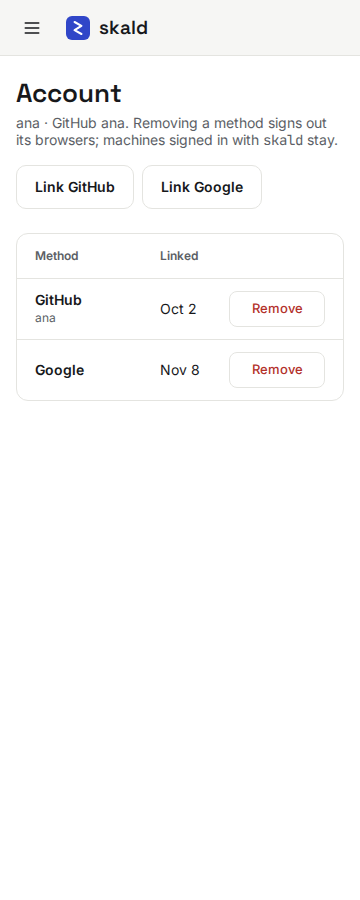 skald
Account
ana · GitHub ana. Removing a method signs out
its browsers; machines signed in with skald stay.
Link GitHub
Link Google
Method Linked
GitHub
ana
Oct 2
Remove
Google Nov 8 Remove